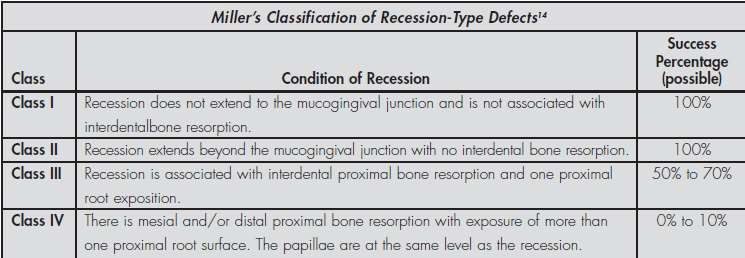 Miller's Classification of Recession-Type Defects¹⁴
Class
Condition of Recession
Success
Percentage
(possible)
Class I
Recession does not extend to the mucogingival junction and is not associated with
interdentalbone resorption.
100%
Class II
Recession extends beyond the mucogingival junction with no interdental bone resorption.
100%
Class III
Recession is associated with interdental proximal bone resorption and one proximal
root exposition.
50% to 70%
Class IV
There is mesial and/or distal proximal bone resorption with exposure of more than
one proximal root surface. The papillae are at the same level as the recession.
0% to 10%